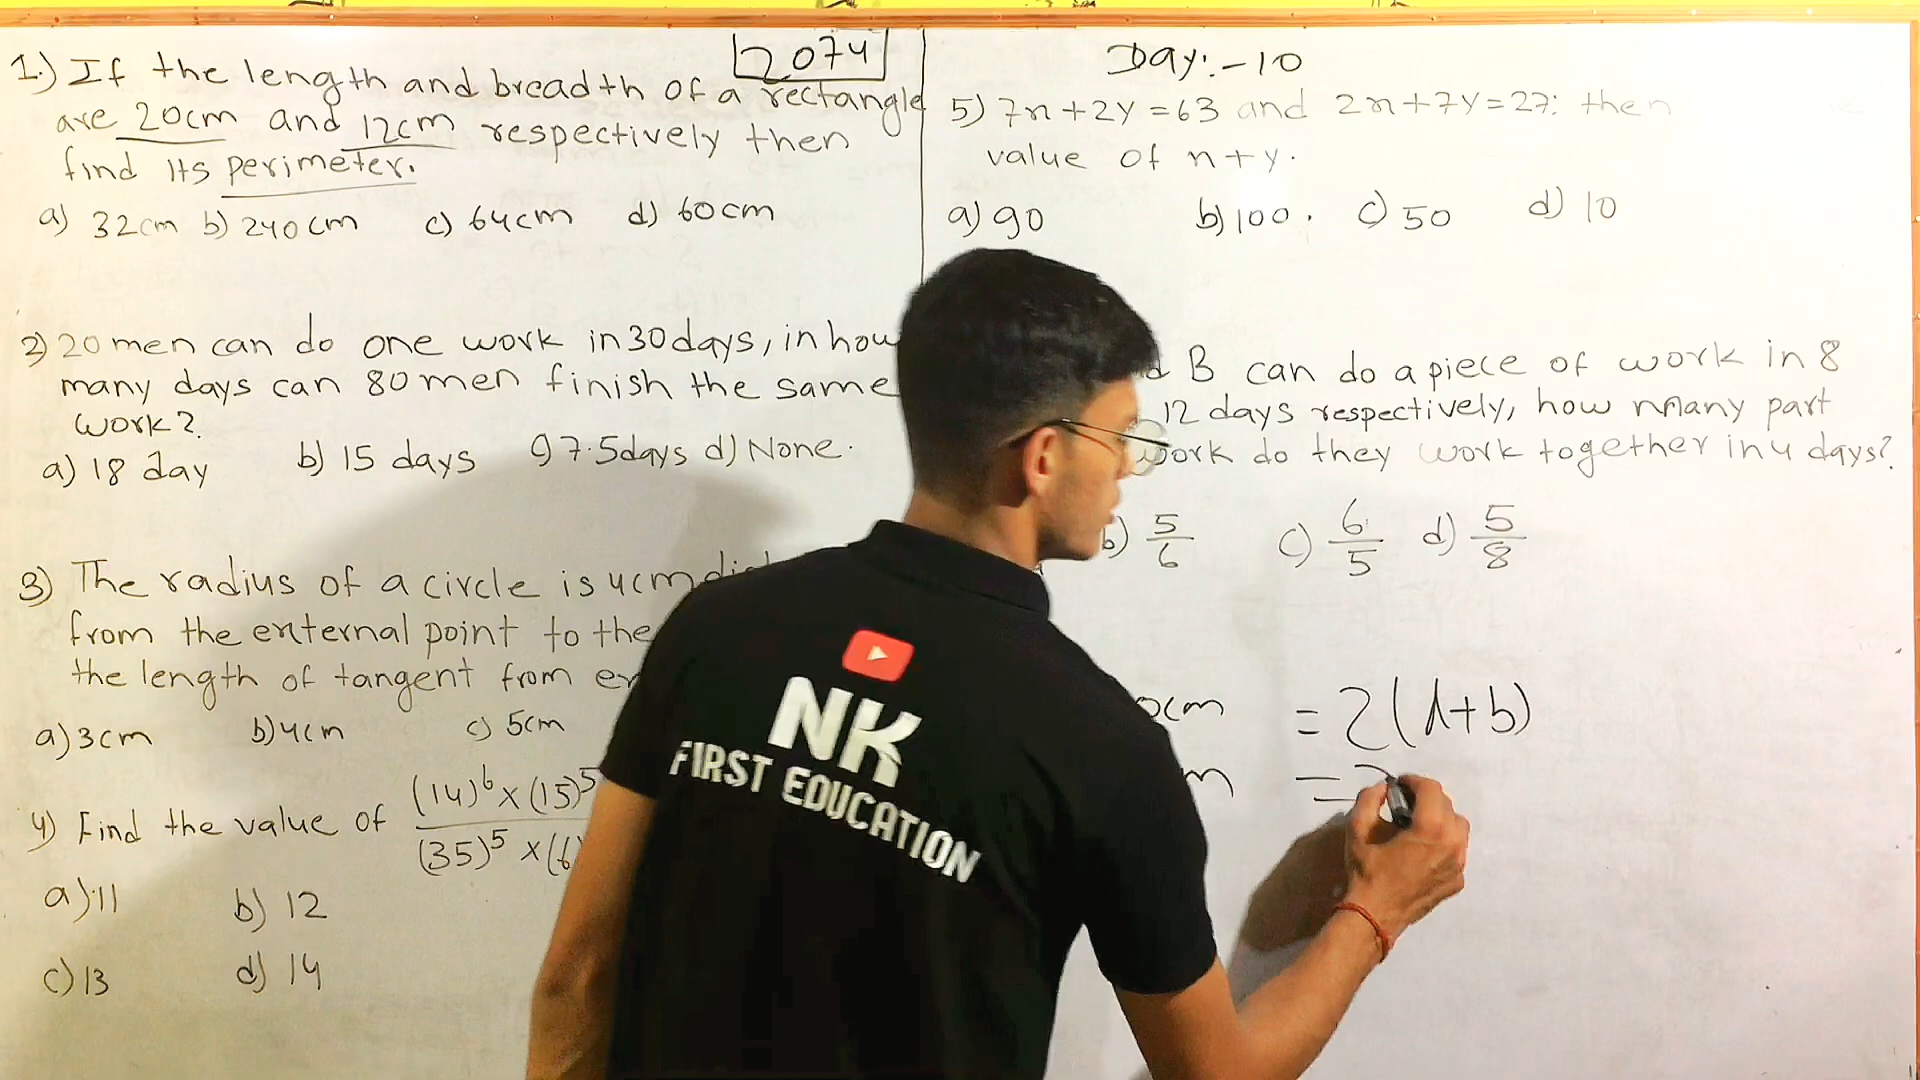 2074
1.) If the length and breadth of a rectangle
are 20cm and 12cm respectively then
find its perimeter.
a) 32cm b) 240cm c) 64cm d) 60cm
2) 20 men can do one work in 30 days, in how
many days can 80 men finish the same
work?
a) 18 day b) 15 days c) 7.5days d) None.
3) The radius of a circle is 4cm
from the external point to the
the length of tangent from
a) 3cm b) 4cm c) 5cm
4) Find the value of (14)^6 x (15)^5
(35)^5 x (6
a) 11 b) 12
c) 13 d) 14
Day:-10
5) 7x+2y=63 and 2x+7y=27; then
value of x+y.
a) 90 b) 100. c) 50 d) 10
B can do a piece of work in 8
12 days respectively, how many part
work do they work together in 4 days?
b) 5/6 c) 6/5 d) 5/8
cm = 2(l+b)
m =
NK
FIRST EDUCATION